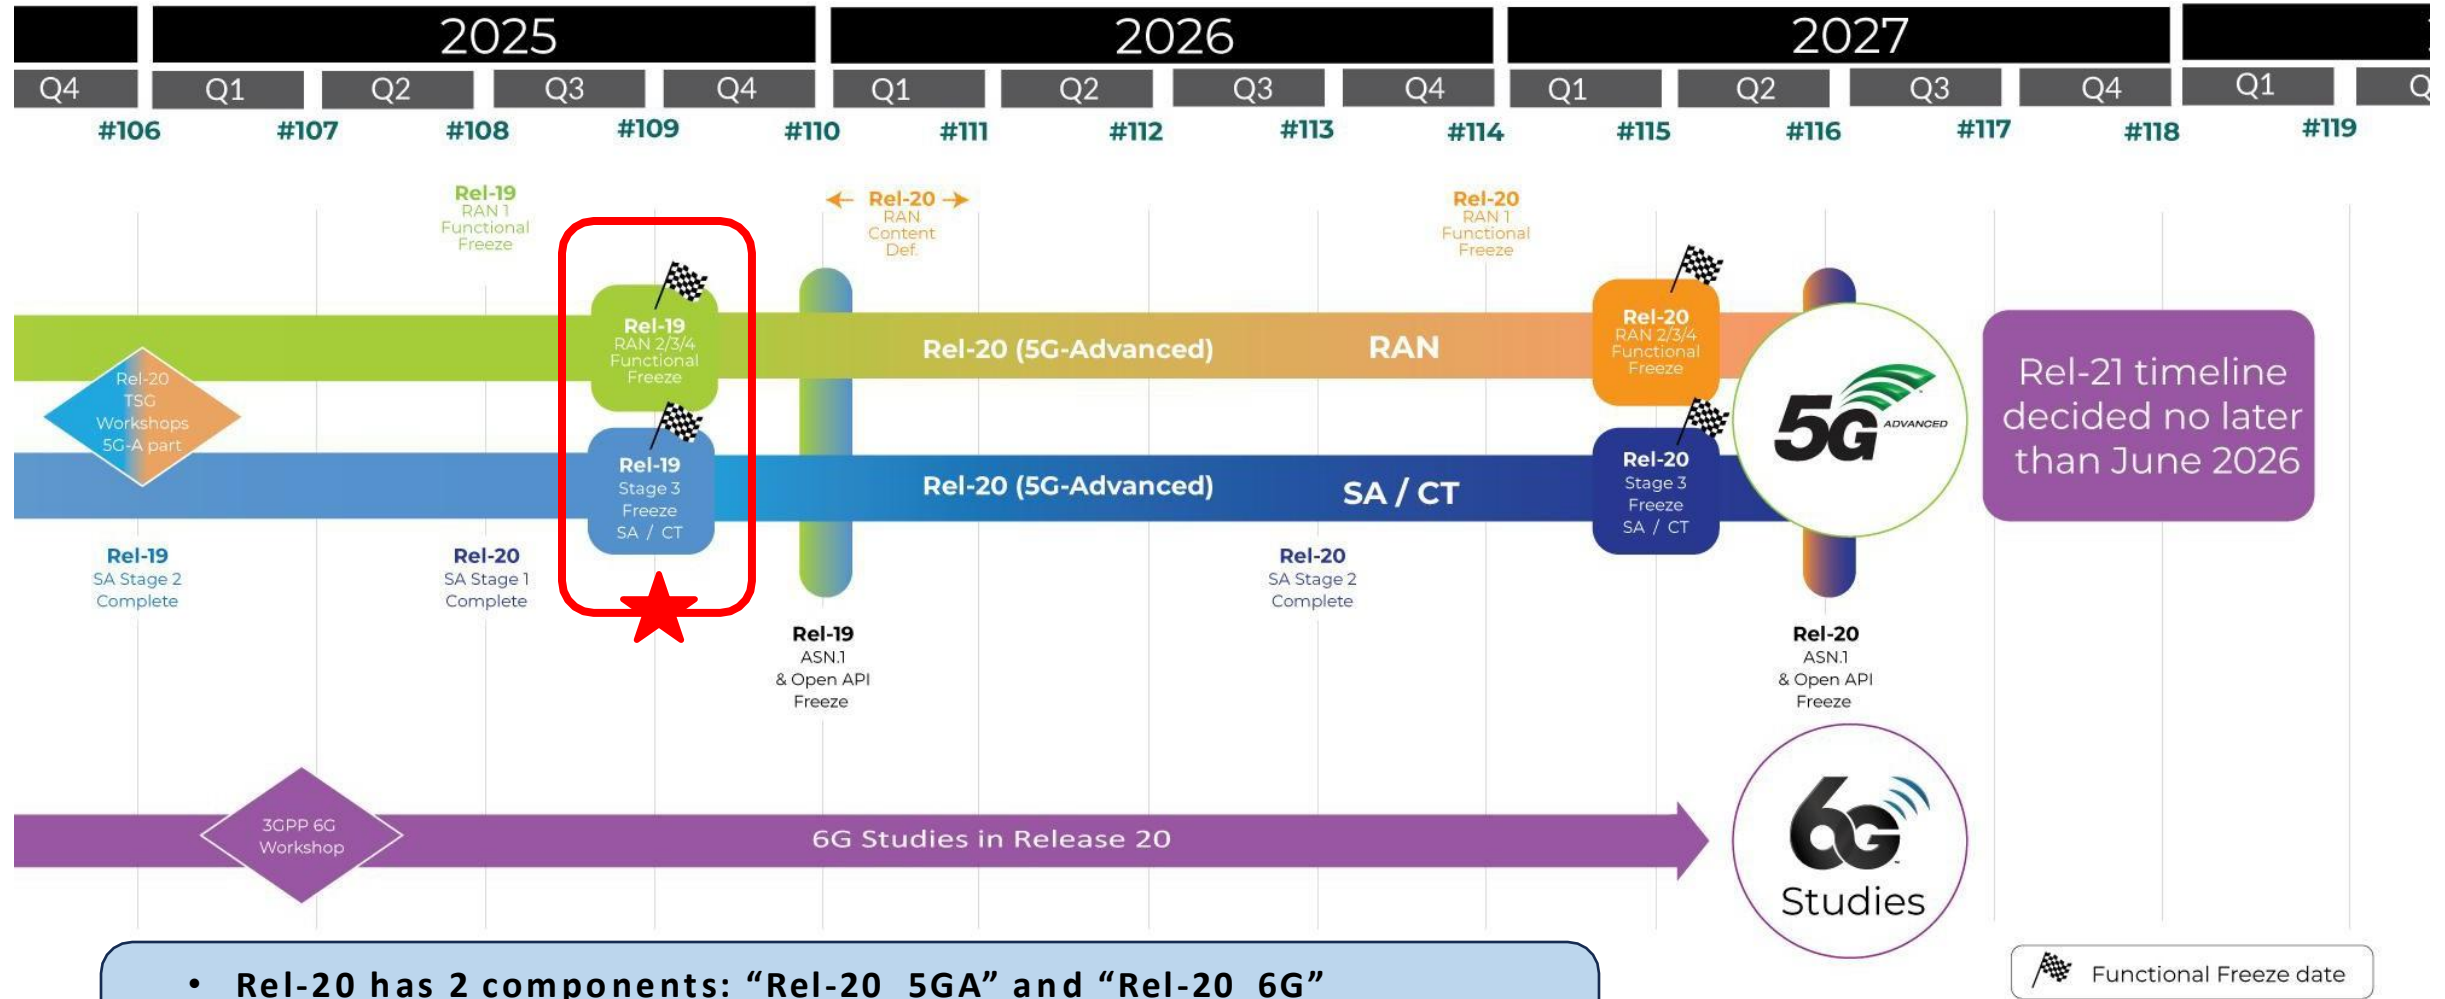 2025
2026
2027
Q4
Q1
Q2
Q3
Q4
Q1
Q2
Q3
Q4
Q1
Q2
Q3
Q4
Q1
#106
#107
#108
#109
#110
#111
#112
#113
#114
#115
#116
#117
#118
#119
Rel-19
RAN 1
Functional
Freeze
← Rel-20 →
RAN
Content
Def.
Rel-20
RAN 1
Functional
Freeze
Rel-19
RAN 2/3/4
Functional
Freeze
Rel-20 (5G-Advanced)
RAN
Rel-20
RAN 2/3/4
Functional
Freeze
Rel-20
TSG
Workshops
5G-A part
5G ADVANCED
Rel-21 timeline
decided no later
than June 2026
Rel-19
Stage 3
Freeze
SA / CT
Rel-20 (5G-Advanced)
SA / CT
Rel-20
Stage 3
Freeze
SA / CT
Rel-19
SA Stage 2
Complete
Rel-20
SA Stage 1
Complete
Rel-20
SA Stage 2
Complete
Rel-19
ASN.1
& Open API
Freeze
Rel-20
ASN.1
& Open API
Freeze
3GPP 6G
Workshop
6G Studies in Release 20
6G
Studies
• Rel-20 has 2 components: “Rel-20 5GA” and “Rel-20 6G”
Functional Freeze date